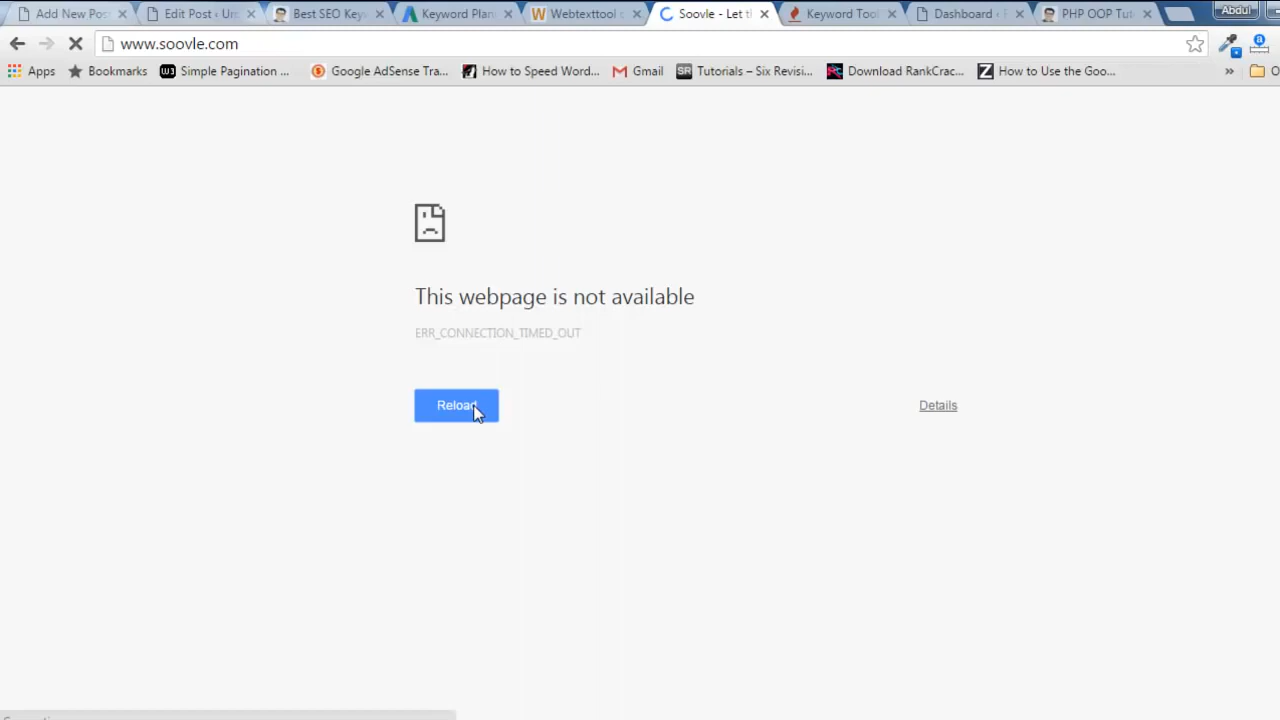 Add New Pos
Edit Post ‹ Um
Best SEO Key
Keyword Plan
Webtexttool
Soovle - Let t
Keyword Tool
Dashboard ‹
PHP OOP Tut
Abdul
www.soovle.com
Apps
Bookmarks
Simple Pagination ...
Google AdSense Tra...
How to Speed Word...
Gmail
SR
Tutorials – Six Revisi...
Download RankCrac...
How to Use the Goo...
»
This webpage is not available
ERR_CONNECTION_TIMED_OUT
Reload
Details